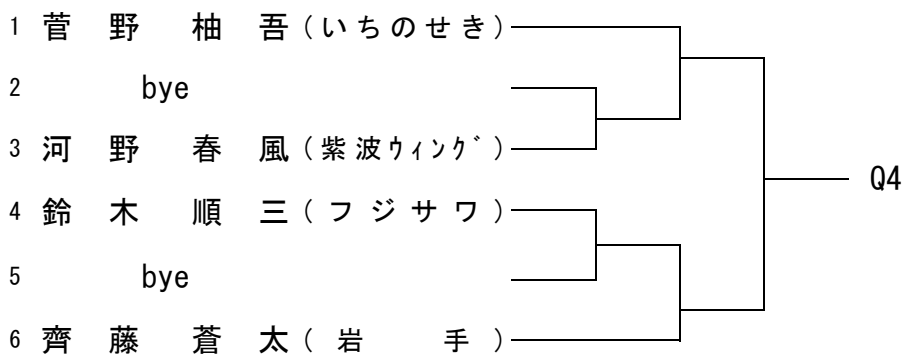 1 菅野柚吾(いちのせき)
2 bye
3 河野春風(紫波ウィングﾞ)
Q4
4 鈴木順三(フジサワ)
5 bye
6 齊藤蒼太(岩手)